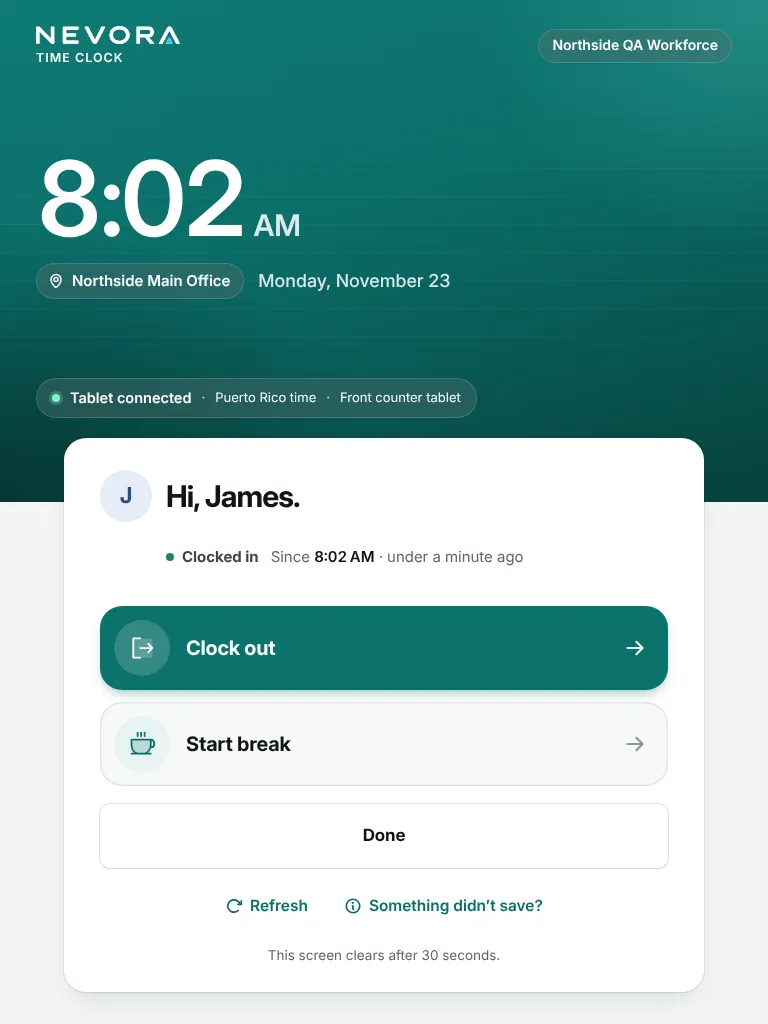 NEVORA
TIME CLOCK
Northside QA Workforce
8:02 AM
Northside Main Office
Monday, November 23
Tablet connected · Puerto Rico time · Front counter tablet
J
Hi, James.
Clocked in Since 8:02 AM · under a minute ago
Clock out
Start break
Done
Refresh
Something didn’t save?
This screen clears after 30 seconds.